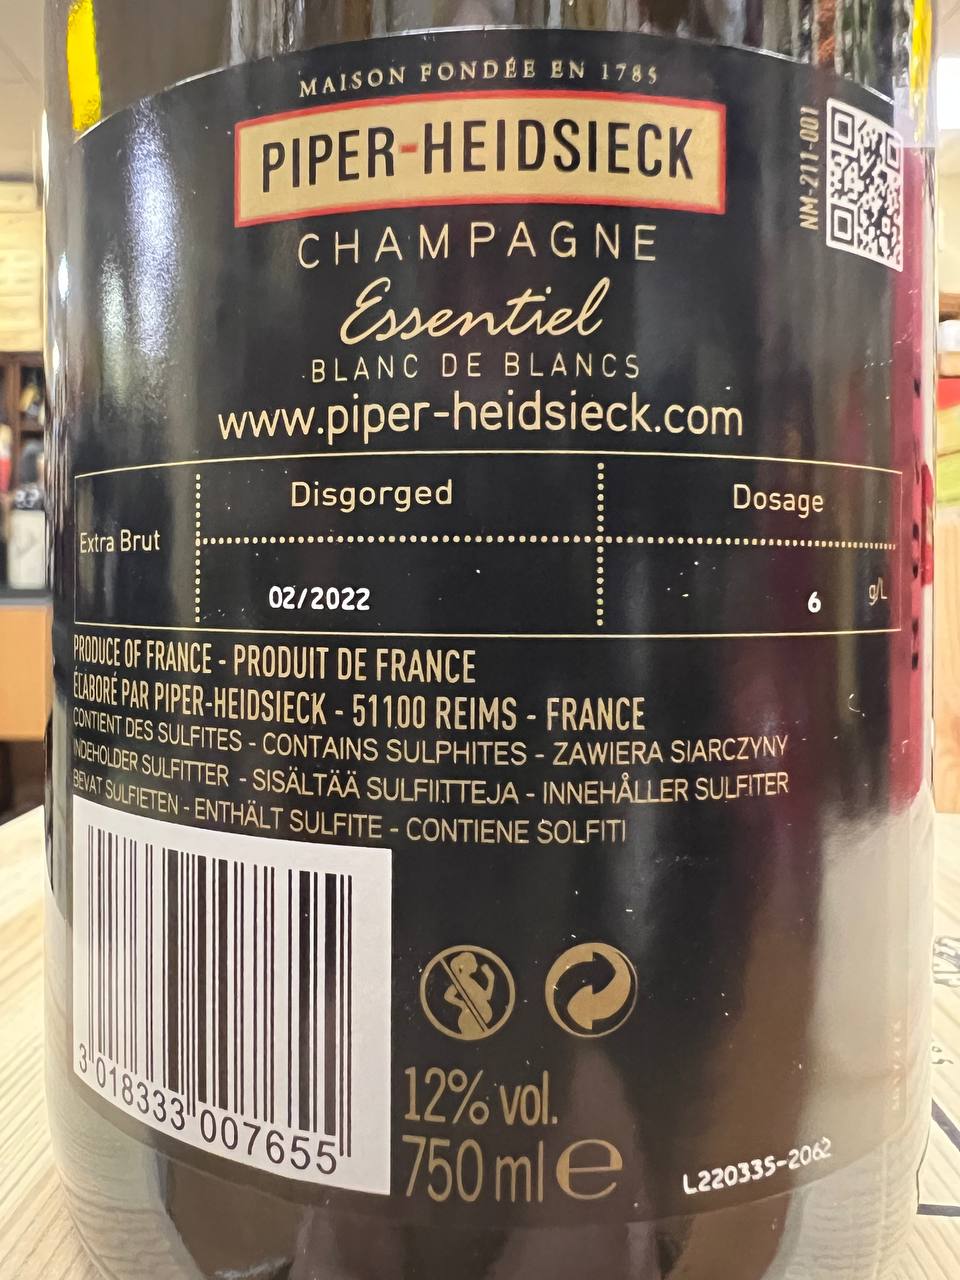 MAISON FONDÉE EN 1785
PIPER-HEIDSIECK
CHAMPAGNE
Essentiel
BLANC DE BLANCS
www.piper-heidsieck.com
NM-211-001
Disgorged
Dosage
Extra Brut
02/2022
6 g/L
PRODUCE OF FRANCE - PRODUIT DE FRANCE
ÉLABORÉ PAR PIPER-HEIDSIECK - 51100 REIMS - FRANCE
CONTIENT DES SULFITES - CONTAINS SULPHITES - ZAWIERA SIARCZYNY
INDEHOLDER SULFITTER - SISÄLTÄÄ SULFIITTEJA - INNEHÅLLER SULFITER
BEVAT SULFIETEN - ENTHÄLT SULFITE - CONTIENE SOLFITI
3 018333 007655
12% vol.
750 ml e
L220335-2062